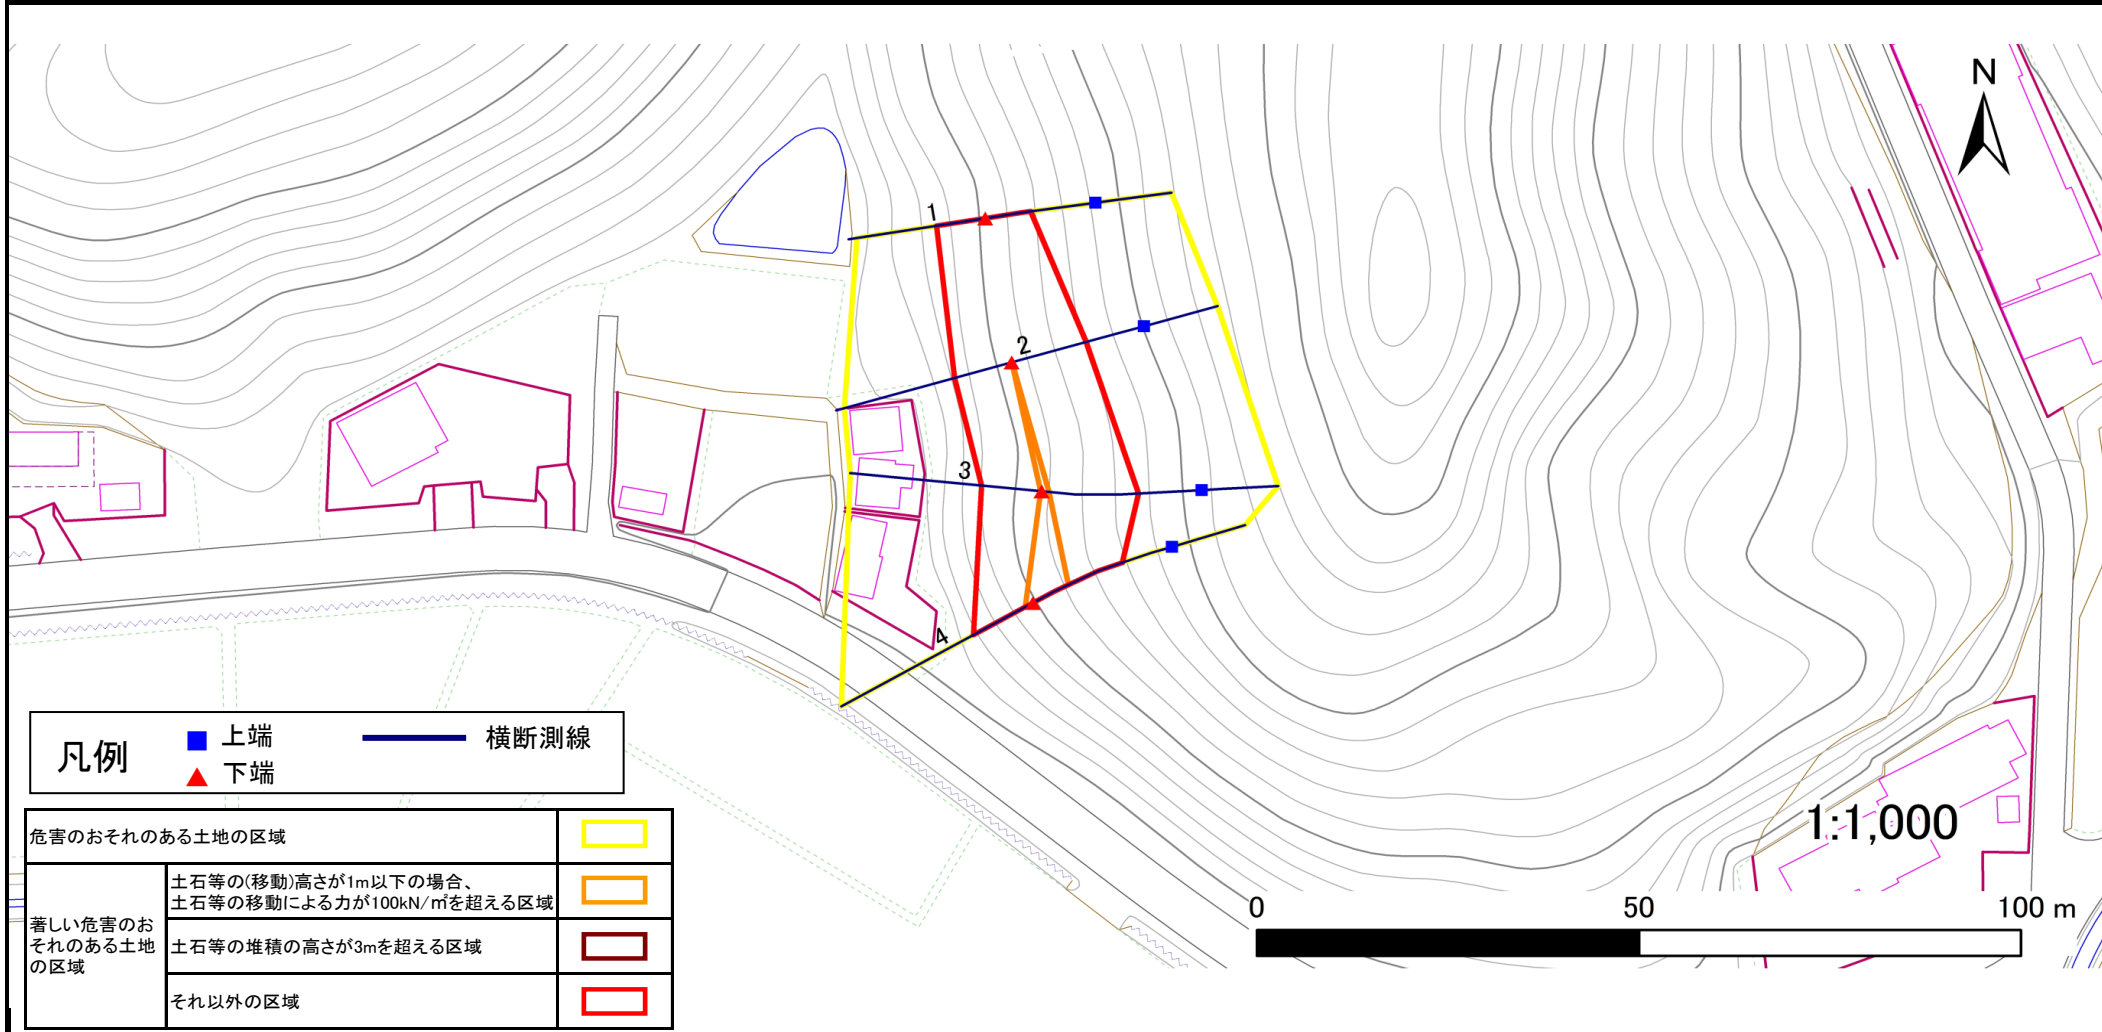 N
1
2
3
4
凡例
上端
横断測線
下端
危害のおそれのある土地の区域
著しい危害のお
それのある土地
の区域
土石等の(移動)高さが1m以下の場合、
土石等の移動による力が100kN/㎡を超える区域
土石等の堆積の高さが3mを超える区域
それ以外の区域
1:1,000
0 50 100 m